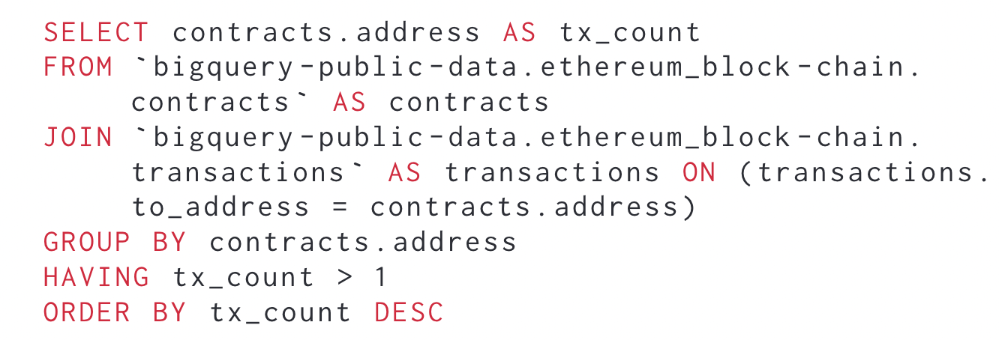 SELECT contracts.address AS tx_count
FROM `bigquery-public-data.ethereum_block-chain.
contracts` AS contracts
JOIN `bigquery-public-data.ethereum_block-chain.
transactions` AS transactions ON (transactions.
to_address = contracts.address)
GROUP BY contracts.address
HAVING tx_count > 1
ORDER BY tx_count DESC